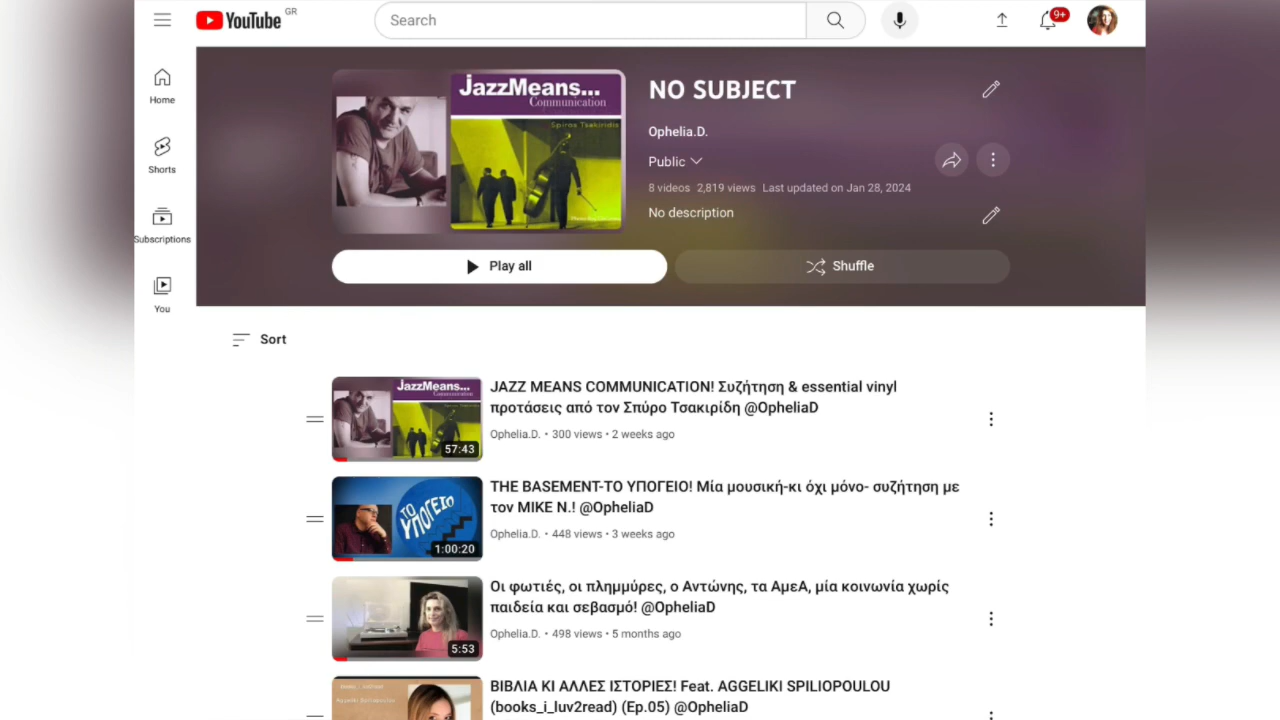 YouTube GR
Search
9+
Home
Shorts
Subscriptions
You
JazzMeans...
Communication
Spiros Tsakiridis
NO SUBJECT
Ophelia.D.
Public
8 videos 2,819 views Last updated on Jan 28, 2024
No description
Play all
Shuffle
Sort
JazzMeans...
Communication
57:43
JAZZ MEANS COMMUNICATION! Συζήτηση & essential vinyl
προτάσεις από τον Σπύρο Τσακιρίδη @OpheliaD
Ophelia.D. • 300 views • 2 weeks ago
ΤΟ
ΥΠΟΓΕΙΟ
1:00:20
THE BASEMENT-ΤΟ ΥΠΟΓΕΙΟ! Μία μουσική-κι όχι μόνο- συζήτηση με
τον MIKE N.! @OpheliaD
Ophelia.D. • 448 views • 3 weeks ago
5:53
Οι φωτιές, οι πλημμύρες, ο Αντώνης, τα ΑμεΑ, μία κοινωνία χωρίς
παιδεία και σεβασμό! @OpheliaD
Ophelia.D. • 498 views • 5 months ago
ΒΙΒΛΙΑ ΚΙ ΑΛΛΕΣ ΙΣΤΟΡΙΕΣ! Feat. AGGELIKI SPILIOPOULOU
(books_i_luv2read) (Ep.05) @OpheliaD